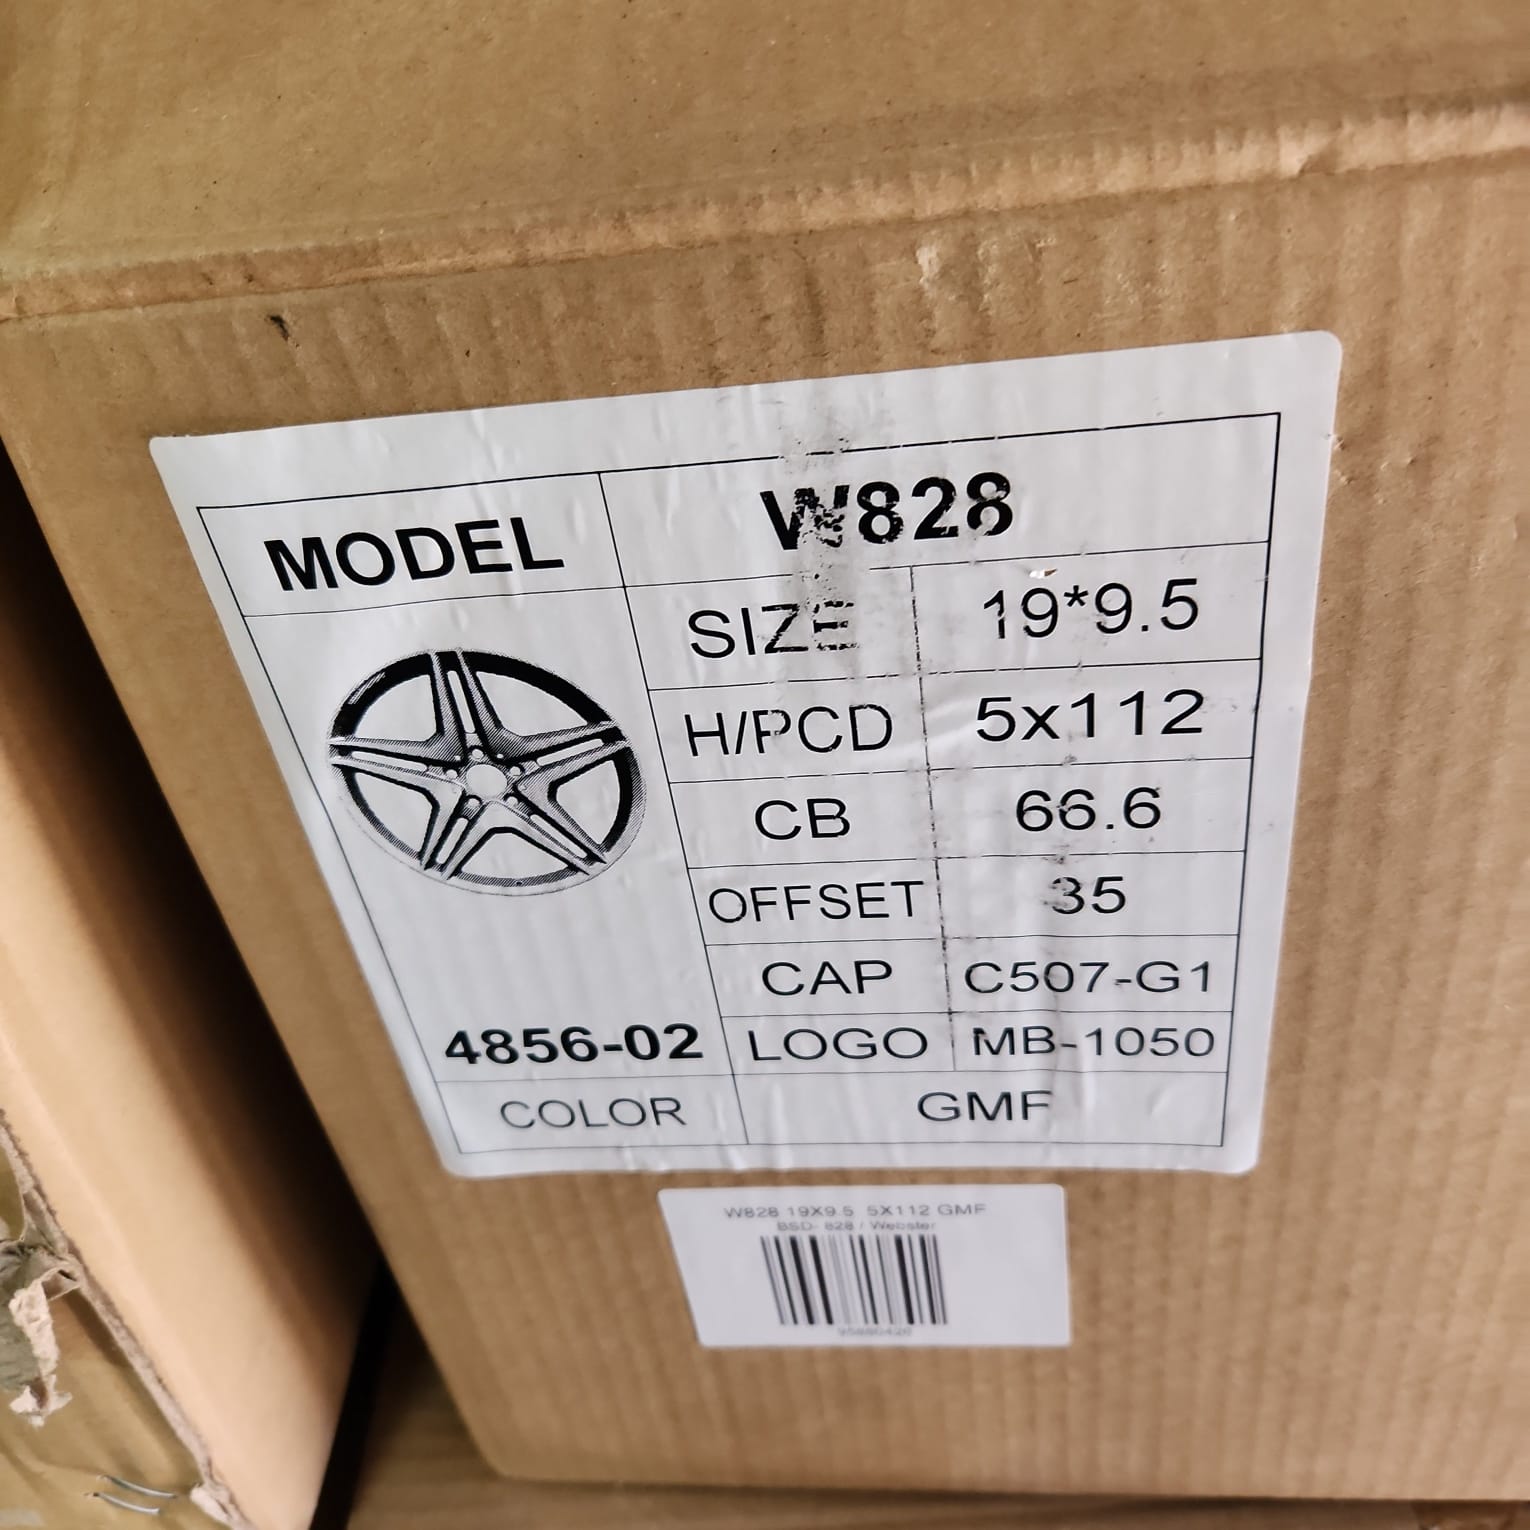 MODEL W828
SIZE 19*9.5
H/PCD 5x112
CB 66.6
OFFSET 35
CAP C507-G1
4856-02 LOGO MB-1050
COLOR GMF
W828 19X9.5 5X112 GMF
BSD- 828 / Webster